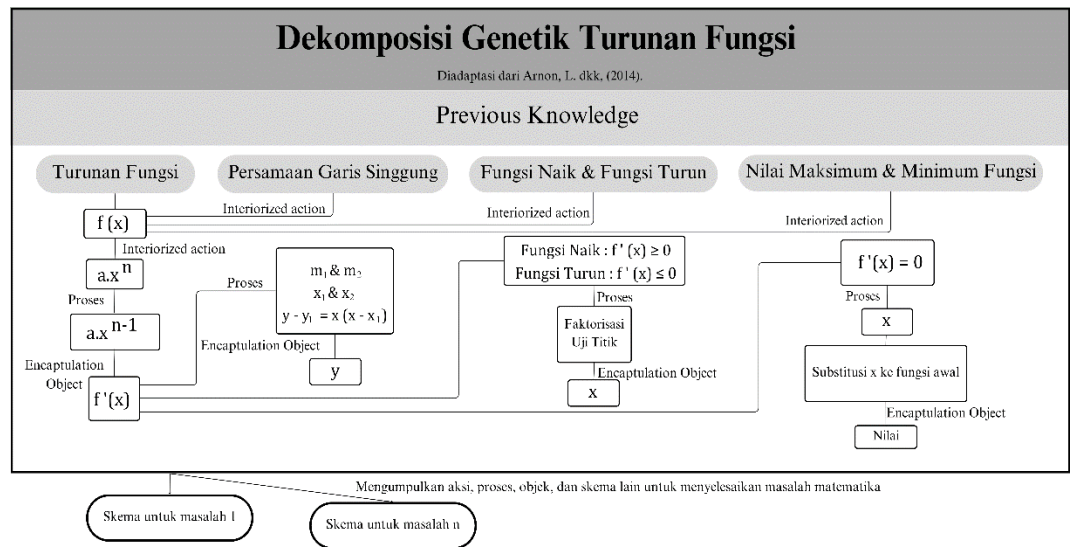 Dekomposisi Genetik Turunan Fungsi
Diadaptasi dari Arnon, L. dkk, (2014).
Previous Knowledge
Turunan Fungsi
Persamaan Garis Singgung
Fungsi Naik & Fungsi Turun
Nilai Maksimum & Minimum Fungsi
Interiorized action
Interiorized action
Interiorized action
f (x)
Interiorized action
a.xⁿ
Proses
a.xⁿ⁻¹
Encaptulation
Object
f '(x)
Proses
m₁ & m₂
x₁ & x₂
y - y₁ = x (x - x₁)
Encaptulation Object
y
Fungsi Naik : f ' (x) ≥ 0
Fungsi Turun : f ' (x) ≤ 0
Proses
Faktorisasi
Uji Titik
Encaptulation Object
x
f '(x) = 0
Proses
x
Substitusi x ke fungsi awal
Encaptulation Object
Nilai
Mengumpulkan aksi, proses, objek, dan skema lain untuk menyelesaikan masalah matematika
Skema untuk masalah 1
Skema untuk masalah n